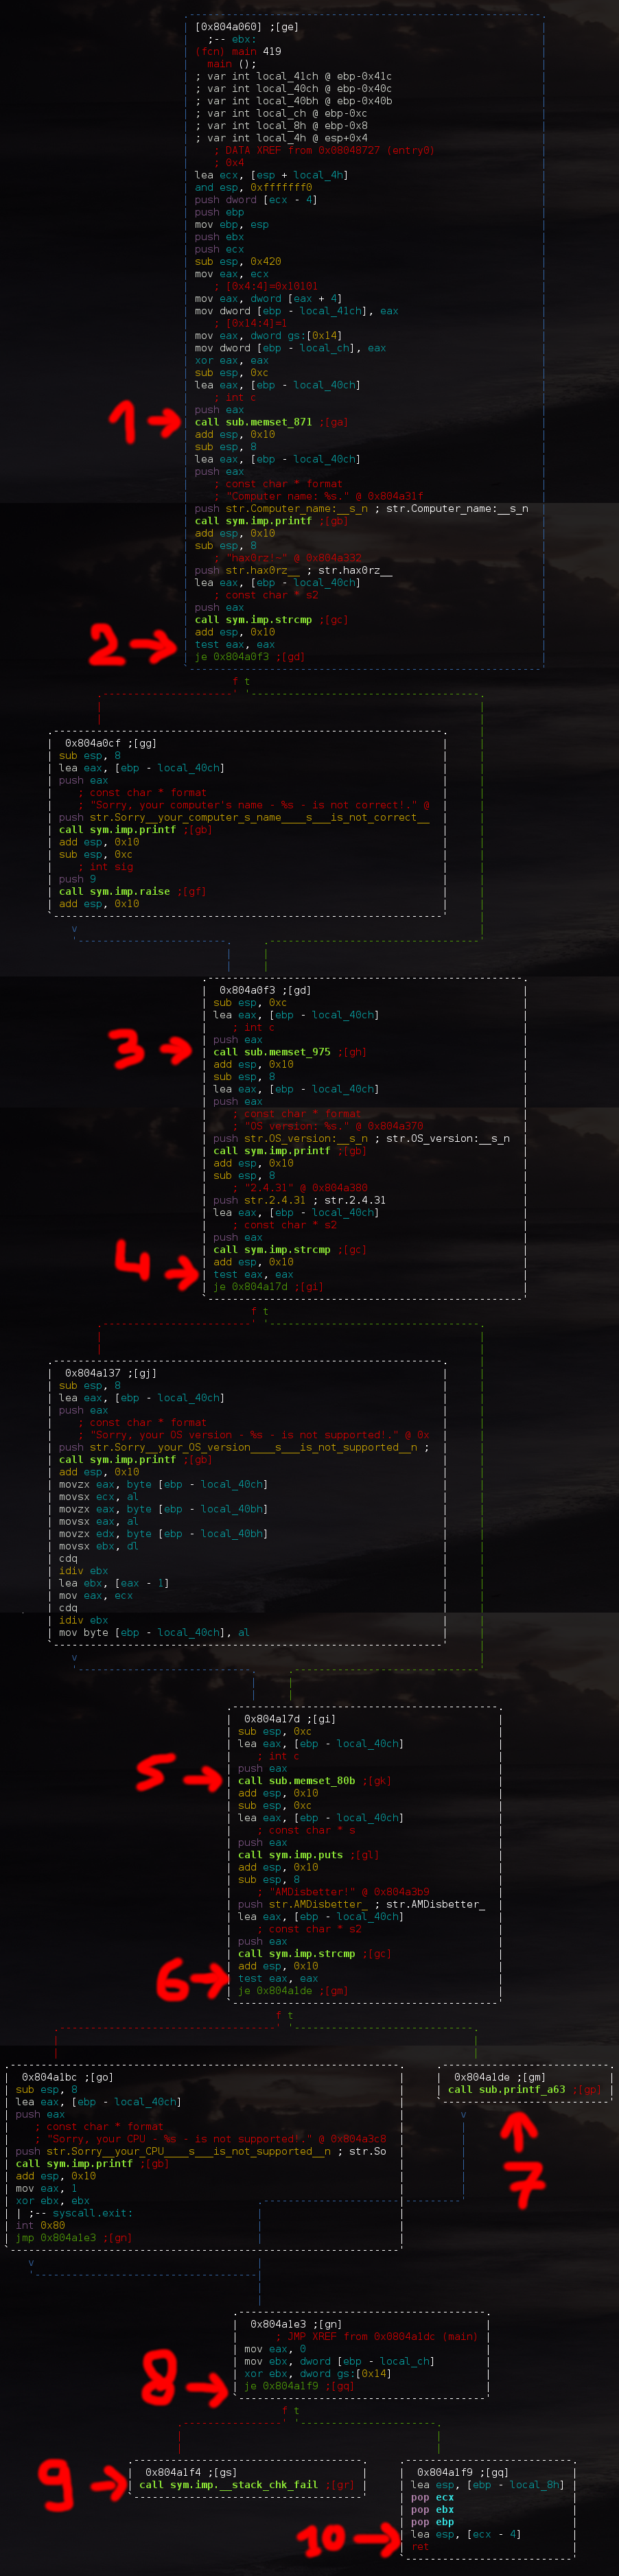 [0x804a060] ;[ge]
;-- ebx:
(fcn) main 419
main ();
; var int local_41ch @ ebp-0x41c
; var int local_40ch @ ebp-0x40c
; var int local_40bh @ ebp-0x40b
; var int local_ch @ ebp-0xc
; var int local_8h @ ebp-0x8
; var int local_4h @ esp+0x4
; DATA XREF from 0x08048727 (entry0)
; 0x4
lea ecx, [esp + local_4h]
and esp, 0xfffffff0
push dword [ecx - 4]
push ebp
mov ebp, esp
push ebx
push ecx
sub esp, 0x420
mov eax, ecx
; [0x4:4]=0x10101
mov eax, dword [eax + 4]
mov dword [ebp - local_41ch], eax
; [0x14:4]=1
mov eax, dword gs:[0x14]
mov dword [ebp - local_ch], eax
xor eax, eax
sub esp, 0xc
lea eax, [ebp - local_40ch]
; int c
push eax
1 call sub.memset_871 ;[ga]
add esp, 0x10
sub esp, 8
lea eax, [ebp - local_40ch]
push eax
; const char * format
; "Computer name: %s." @ 0x804a31f
push str.Computer_name:__s_n ; str.Computer_name:__s_n
call sym.imp.printf ;[gb]
add esp, 0x10
sub esp, 8
; "hax0rz!~" @ 0x804a332
push str.hax0rz__ ; str.hax0rz__
lea eax, [ebp - local_40ch]
; const char * s2
push eax
call sym.imp.strcmp ;[gc]
add esp, 0x10
2 test eax, eax
je 0x804a0f3 ;[gd]
f t
0x804a0cf ;[gg]
sub esp, 8
lea eax, [ebp - local_40ch]
push eax
; const char * format
; "Sorry, your computer's name - %s - is not correct!." @
push str.Sorry__your_computer_s_name____s___is_not_correct__
call sym.imp.printf ;[gb]
add esp, 0x10
sub esp, 0xc
; int sig
push 9
call sym.imp.raise ;[gf]
add esp, 0x10
v
0x804a0f3 ;[gd]
sub esp, 0xc
lea eax, [ebp - local_40ch]
; int c
push eax
3 call sub.memset_975 ;[gh]
add esp, 0x10
sub esp, 8
lea eax, [ebp - local_40ch]
push eax
; const char * format
; "OS version: %s." @ 0x804a370
push str.OS_version:__s_n ; str.OS_version:__s_n
call sym.imp.printf ;[gb]
add esp, 0x10
sub esp, 8
; "2.4.31" @ 0x804a380
push str.2.4.31 ; str.2.4.31
lea eax, [ebp - local_40ch]
; const char * s2
push eax
call sym.imp.strcmp ;[gc]
add esp, 0x10
4 test eax, eax
je 0x804a17d ;[gi]
f t
0x804a137 ;[gj]
sub esp, 8
lea eax, [ebp - local_40ch]
push eax
; const char * format
; "Sorry, your OS version - %s - is not supported!." @ 0x
push str.Sorry__your_OS_version____s___is_not_supported__n ;
call sym.imp.printf ;[gb]
add esp, 0x10
movzx eax, byte [ebp - local_40ch]
movsx ecx, al
movzx eax, byte [ebp - local_40bh]
movsx eax, al
movzx edx, byte [ebp - local_40bh]
movsx ebx, dl
cdq
idiv ebx
lea ebx, [eax - 1]
mov eax, ecx
cdq
idiv ebx
mov byte [ebp - local_40ch], al
v
0x804a17d ;[gi]
sub esp, 0xc
lea eax, [ebp - local_40ch]
; int c
push eax
5 call sub.memset_80b ;[gk]
add esp, 0x10
sub esp, 0xc
lea eax, [ebp - local_40ch]
; const char * s
push eax
call sym.imp.puts ;[gl]
add esp, 0x10
sub esp, 8
; "AMDisbetter!" @ 0x804a3b9
push str.AMDisbetter_ ; str.AMDisbetter_
lea eax, [ebp - local_40ch]
; const char * s2
push eax
call sym.imp.strcmp ;[gc]
add esp, 0x10
6 test eax, eax
je 0x804a1de ;[gm]
f t
0x804a1bc ;[go]
sub esp, 8
lea eax, [ebp - local_40ch]
push eax
; const char * format
; "Sorry, your CPU - %s - is not supported!." @ 0x804a3c8
push str.Sorry__your_CPU____s___is_not_supported__n ; str.So
call sym.imp.printf ;[gb]
add esp, 0x10
mov eax, 1
xor ebx, ebx
;-- syscall.exit:
int 0x80
jmp 0x804a1e3 ;[gn]
v
0x804a1de ;[gm]
call sub.printf_a63 ;[gp]
v
7
0x804a1e3 ;[gn]
; JMP XREF from 0x0804a1dc (main)
mov eax, 0
mov ebx, dword [ebp - local_ch]
xor ebx, dword gs:[0x14]
8 je 0x804a1f9 ;[gq]
f t
0x804a1f4 ;[gs]
9 call sym.imp.__stack_chk_fail ;[gr]
0x804a1f9 ;[gq]
lea esp, [ebp - local_8h]
pop ecx
pop ebx
pop ebp
lea esp, [ecx - 4]
10 ret